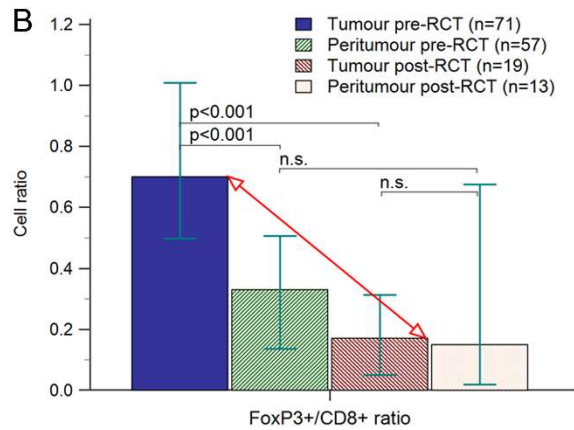 B
Tumour pre-RCT (n=71)
Peritumour pre-RCT (n=57)
Tumour post-RCT (n=19)
Peritumour post-RCT (n=13)
1.2
1.0
0.8
0.6
0.4
0.2
0.0
Cell ratio
p<0.001
p<0.001
n.s.
n.s.
FoxP3+/CD8+ ratio